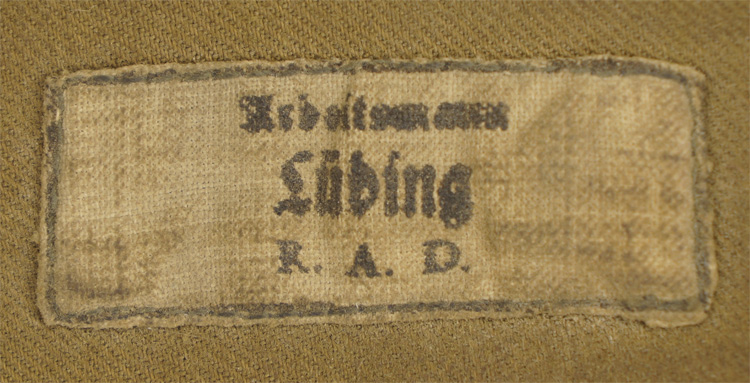 Arbeitsmann
Lübing
R. A. D.